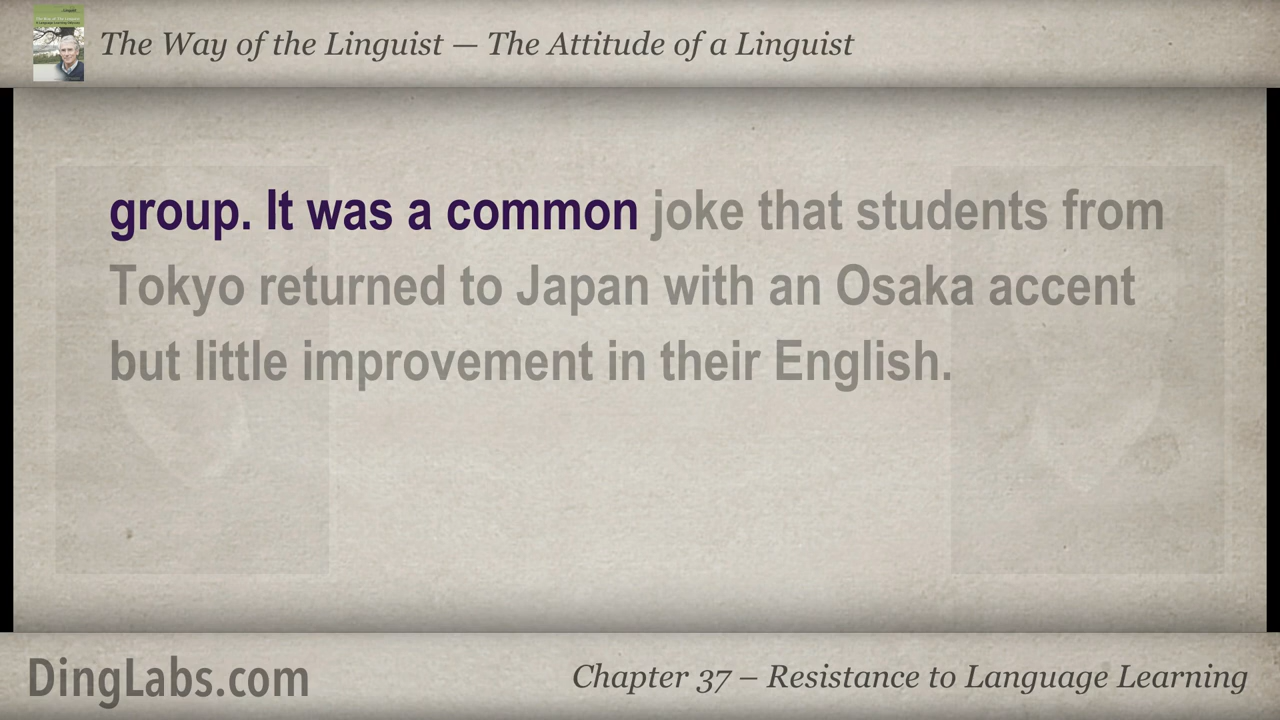 The Way of the Linguist — The Attitude of a Linguist
group. It was a common joke that students from
Tokyo returned to Japan with an Osaka accent
but little improvement in their English.
DingLabs.com
Chapter 37 – Resistance to Language Learning